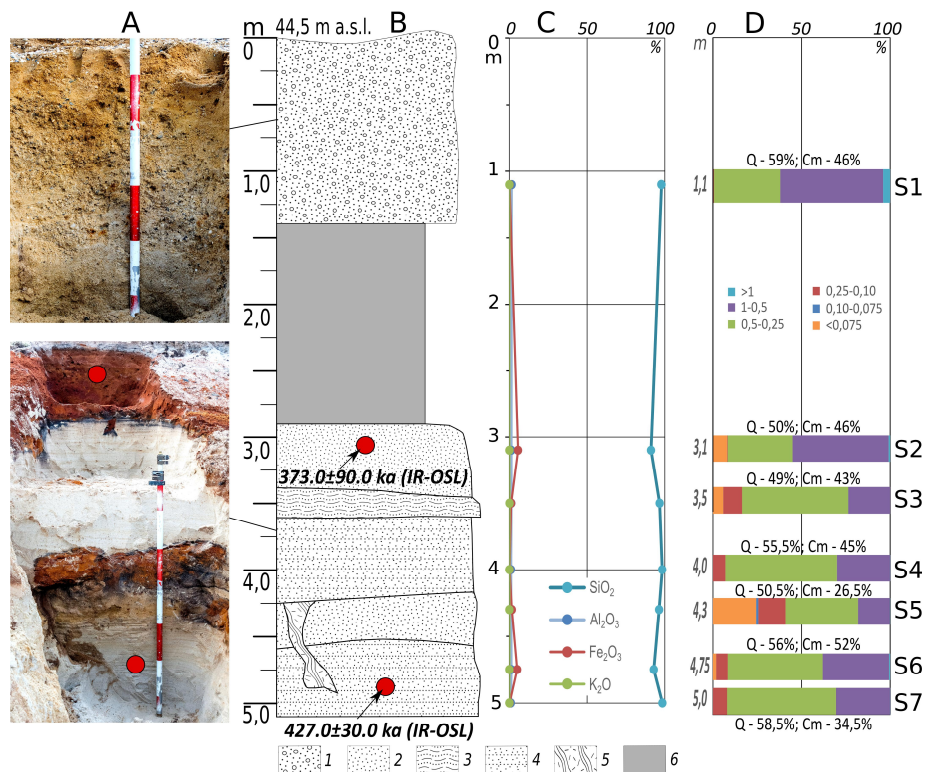 A
B
C
D
m
44,5 m a.s.l.
0
1,0
2,0
3,0
4,0
5,0
373.0±90.0 ka (IR-OSL)
427.0±30.0 ka (IR-OSL)
0 50 100
%
0
m
1
2
3
4
5
SiO₂
Al₂O₃
Fe₂O₃
K₂O
m
0 50 100
%
Q - 59%; Cm - 46%
1,1 S1
>1 0,25-0,10
1-0,5 0,10-0,075
0,5-0,25 <0,075
Q - 50%; Cm - 46%
3,1 S2
Q - 49%; Cm - 43%
3,5 S3
Q - 55,5%; Cm - 45%
4,0 S4
Q - 50,5%; Cm - 26,5%
4,3 S5
Q - 56%; Cm - 52%
4,75 S6
5,0 S7
Q - 58,5%; Cm - 34,5%
1 2 3 4 5 6